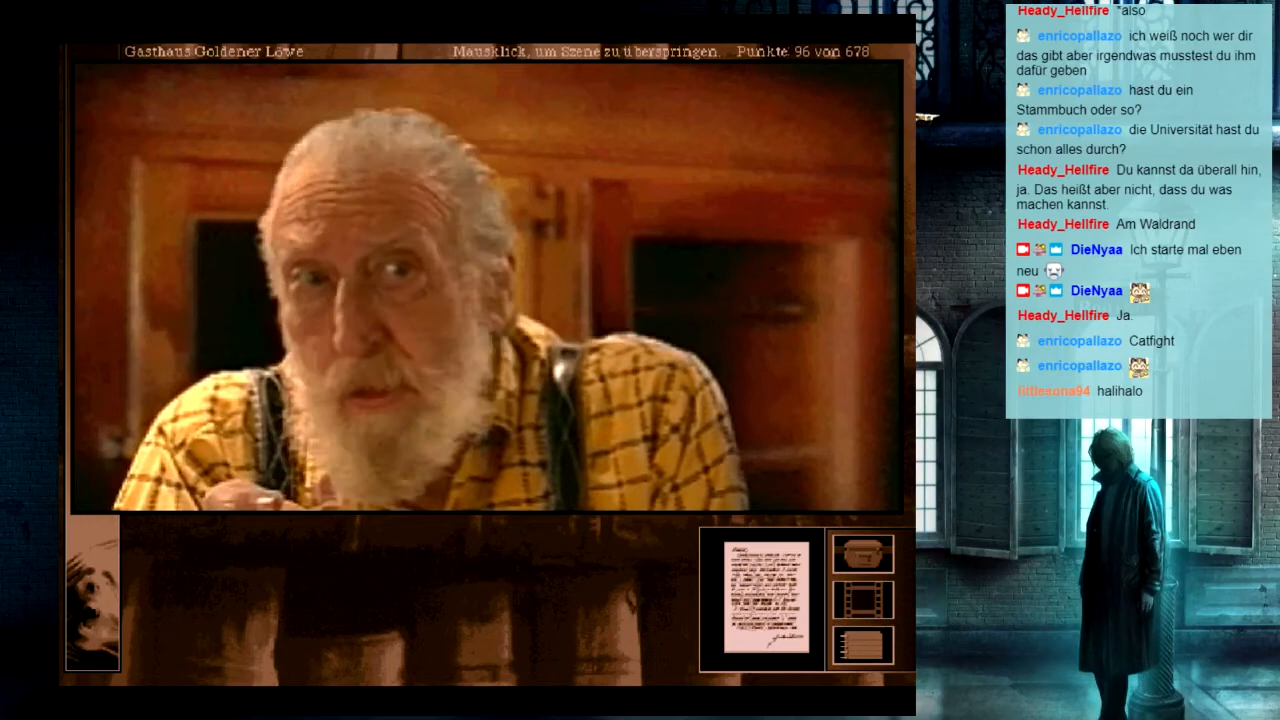 Gasthaus Goldener Löwe
Mausklick, um Szene zu überspringen. Punkte: 96 von 678
Heady_Hellfire *also
enricopallazo ich weiß noch wer dir
das gibt aber irgendwas musstest du ihm
dafür geben
enricopallazo hast du ein
Stammbuch oder so?
enricopallazo die Universität hast du
schon alles durch?
Heady_Hellfire Du kannst da überall hin,
ja. Das heißt aber nicht, dass du was
machen kannst.
Heady_Hellfire Am Waldrand
DieNyaa Ich starte mal eben
neu
DieNyaa
Heady_Hellfire Ja.
enricopallazo Catfight
enricopallazo
halihalo